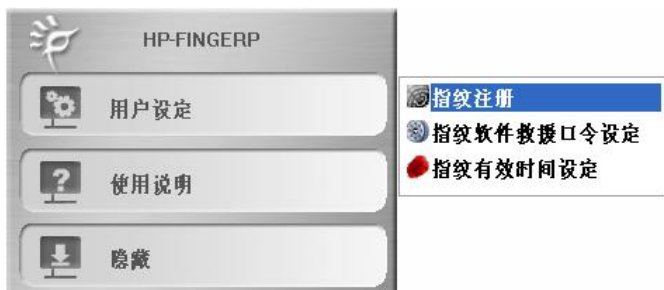 HP-FINGERP
用户设定
使用说明
隐藏
指纹注册
指纹软件救援口令设定
指纹有效时间设定